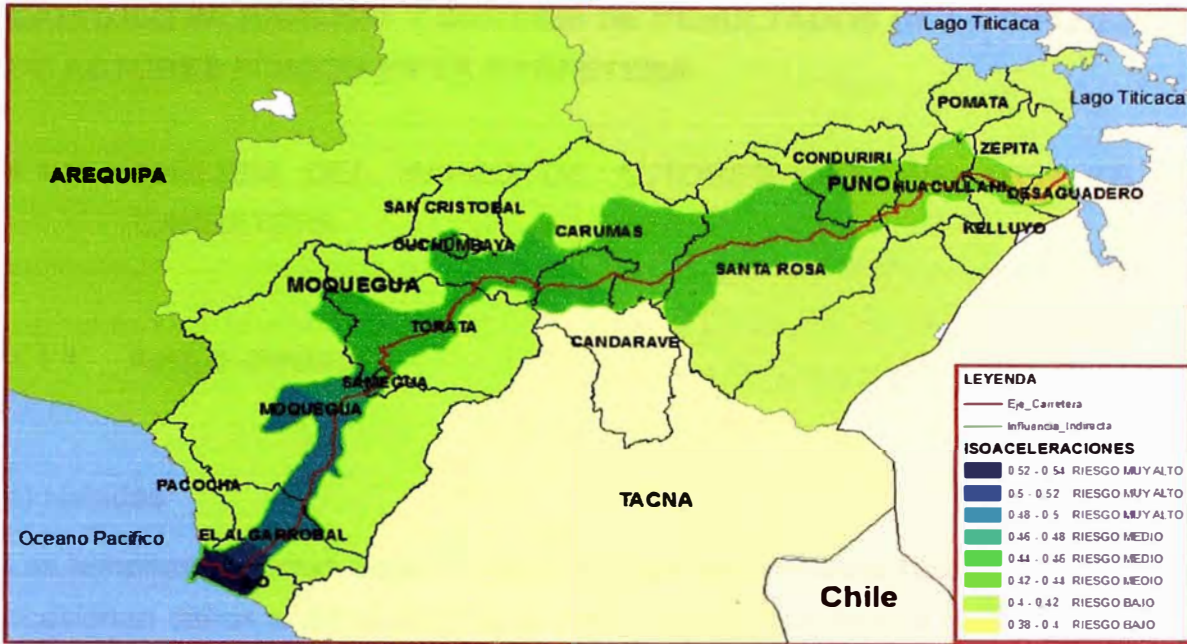 Lago Titicaca
Lago Titicaca
POMATA
ZEPITA
CONDURIRI
AREQUIPA
PUNO
HUACULLANI
DESAGUADERO
SAN CRISTOBAL
CARUMAS
KELLUYO
CUCHUMBAYA
SANTA ROSA
MOQUEGUA
TORATA
CANDARAVE
SAMEGUA
MOQUEGUA
PACOCHA
TACNA
Oceano Pacifico
EL ALGARROBAL
Chile
LEYENDA
Eje_Carretera
Influencia_Indirecta
ISOACELERACIONES
0.52 - 0.54 RIESGO MUY ALTO
0.5 - 0.52 RIESGO MUY ALTO
0.48 - 0.5 RIESGO MUY ALTO
0.46 - 0.48 RIESGO MEDIO
0.44 - 0.46 RIESGO MEDIO
0.42 - 0.44 RIESGO MEDIO
0.4 - 0.42 RIESGO BAJO
0.38 - 0.4 RIESGO BAJO